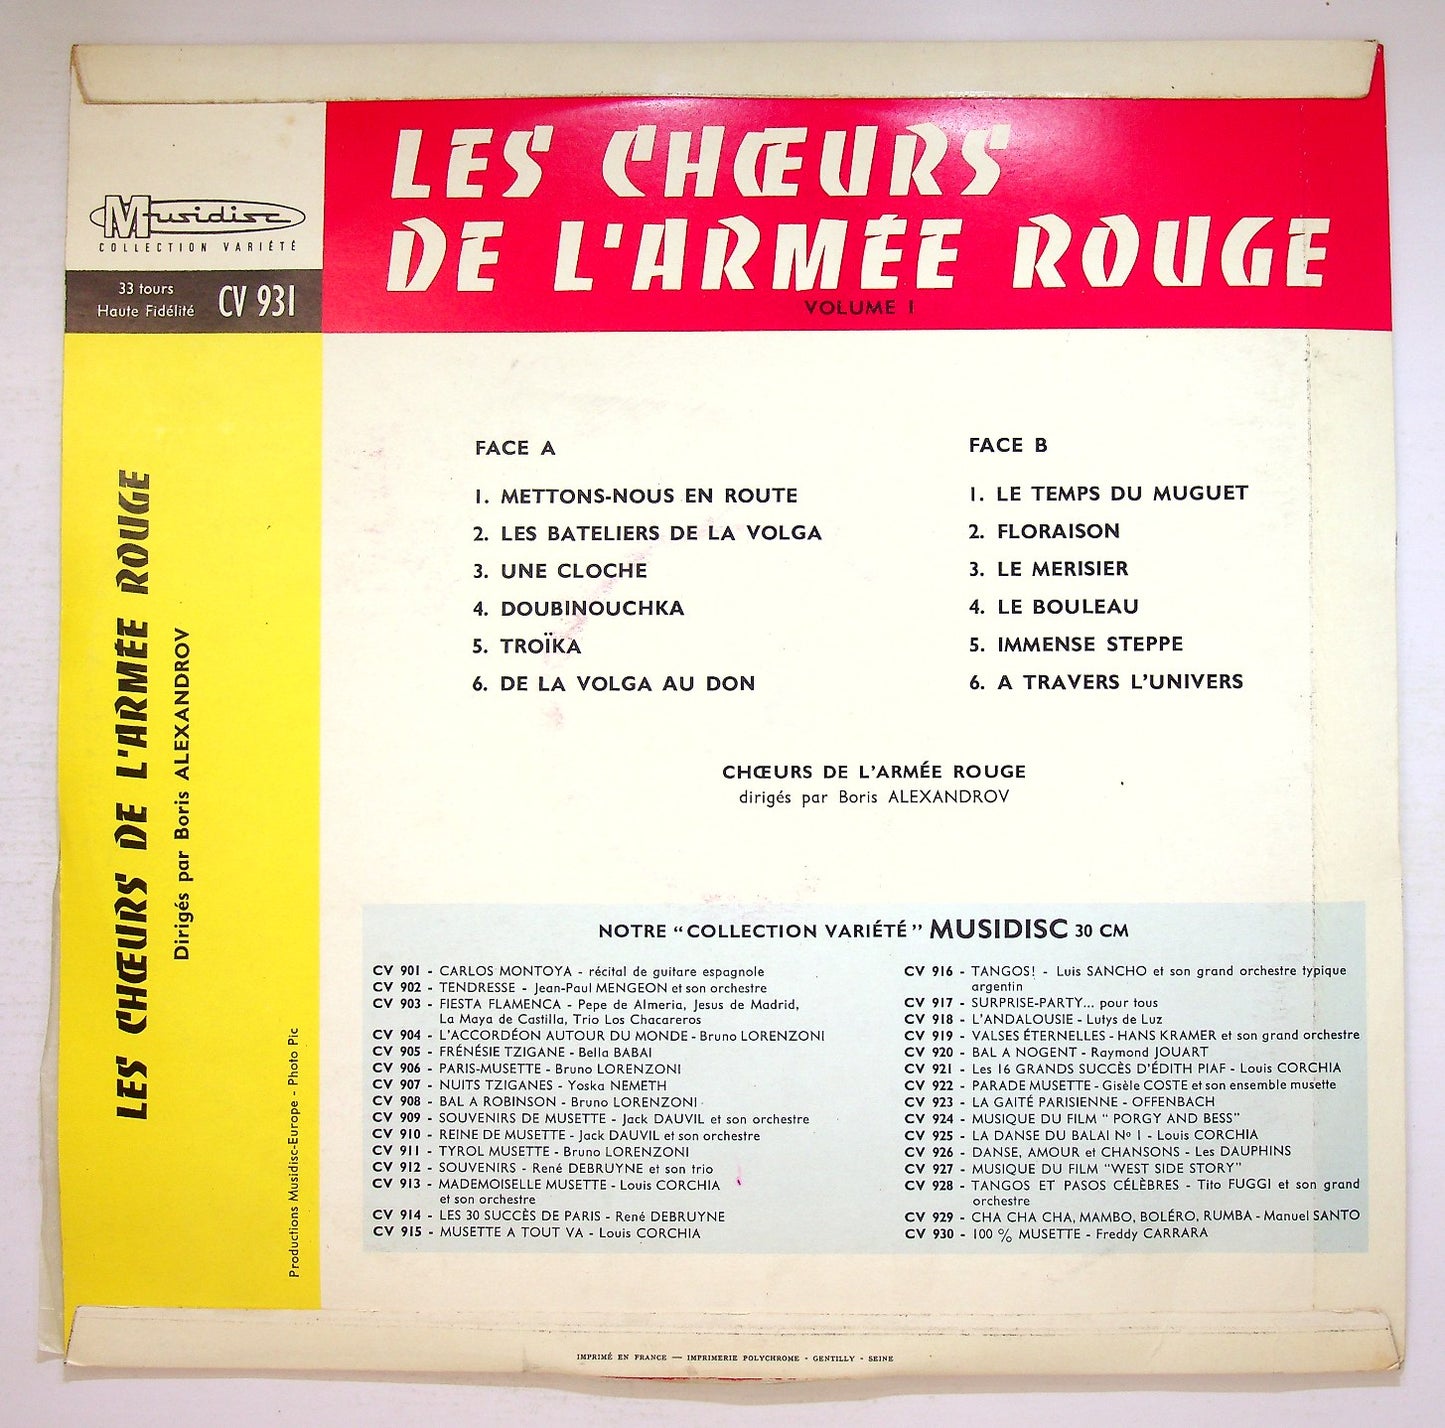 LES CHŒURS
DE L'ARMÉE ROUGE
VOLUME I
Musidisc
COLLECTION VARIÉTÉ
33 tours
Haute Fidélité
CV 931
LES CHŒURS DE L'ARMÉE ROUGE
Dirigés par Boris ALEXANDROV
Productions Musidisc-Europe - Photo Pic
FACE A
1. METTONS-NOUS EN ROUTE
2. LES BATELIERS DE LA VOLGA
3. UNE CLOCHE
4. DOUBINOUCHKA
5. TROÏKA
6. DE LA VOLGA AU DON
FACE B
1. LE TEMPS DU MUGUET
2. FLORAISON
3. LE MERISIER
4. LE BOULEAU
5. IMMENSE STEPPE
6. A TRAVERS L'UNIVERS
CHŒURS DE L'ARMÉE ROUGE
dirigés par Boris ALEXANDROV
NOTRE “COLLECTION VARIÉTÉ” MUSIDISC 30 CM
CV 901 - CARLOS MONTOYA - récital de guitare espagnole
CV 902 - TENDRESSE - Jean-Paul MENGEON et son orchestre
CV 903 - FIESTA FLAMENCA - Pepe de Almeria, Jesus de Madrid,
La Maya de Castilla, Trio Los Chacareros
CV 904 - L'ACCORDÉON AUTOUR DU MONDE - Bruno LORENZONI
CV 905 - FRÉNÉSIE TZIGANE - Bella BABAI
CV 906 - PARIS-MUSETTE - Bruno LORENZONI
CV 907 - NUITS TZIGANES - Yoska NEMETH
CV 908 - BAL A ROBINSON - Bruno LORENZONI
CV 909 - SOUVENIRS DE MUSETTE - Jack DAUVIL et son orchestre
CV 910 - REINE DE MUSETTE - Jack DAUVIL et son orchestre
CV 911 - TYROL MUSETTE - Bruno LORENZONI
CV 912 - SOUVENIRS - René DEBRUYNE et son trio
CV 913 - MADEMOISELLE MUSETTE - Louis CORCHIA
et son orchestre
CV 914 - LES 30 SUCCÈS DE PARIS - René DEBRUYNE
CV 915 - MUSETTE A TOUT VA - Louis CORCHIA
CV 916 - TANGOS! - Luis SANCHO et son grand orchestre typique
argentin
CV 917 - SURPRISE-PARTY... pour tous
CV 918 - L'ANDALOUSIE - Lutys de Luz
CV 919 - VALSES ÉTERNELLES - HANS KRAMER et son grand orchestre
CV 920 - BAL A NOGENT - Raymond JOUART
CV 921 - Les 16 GRANDS SUCCÈS D'ÉDITH PIAF - Louis CORCHIA
CV 922 - PARADE MUSETTE - Gisèle COSTE et son ensemble musette
CV 923 - LA GAITÉ PARISIENNE - OFFENBACH
CV 924 - MUSIQUE DU FILM “ PORGY AND BESS”
CV 925 - LA DANSE DU BALAI Nº 1 - Louis CORCHIA
CV 926 - DANSE, AMOUR et CHANSONS - Les DAUPHINS
CV 927 - MUSIQUE DU FILM “WEST SIDE STORY”
CV 928 - TANGOS ET PASOS CÉLÈBRES - Tito FUGGI et son grand
orchestre
CV 929 - CHA CHA CHA, MAMBO, BOLÉRO, RUMBA - Manuel SANTO
CV 930 - 100 % MUSETTE - Freddy CARRARA
IMPRIMÉ EN FRANCE — IMPRIMERIE POLYCHROME - GENTILLY - SEINE